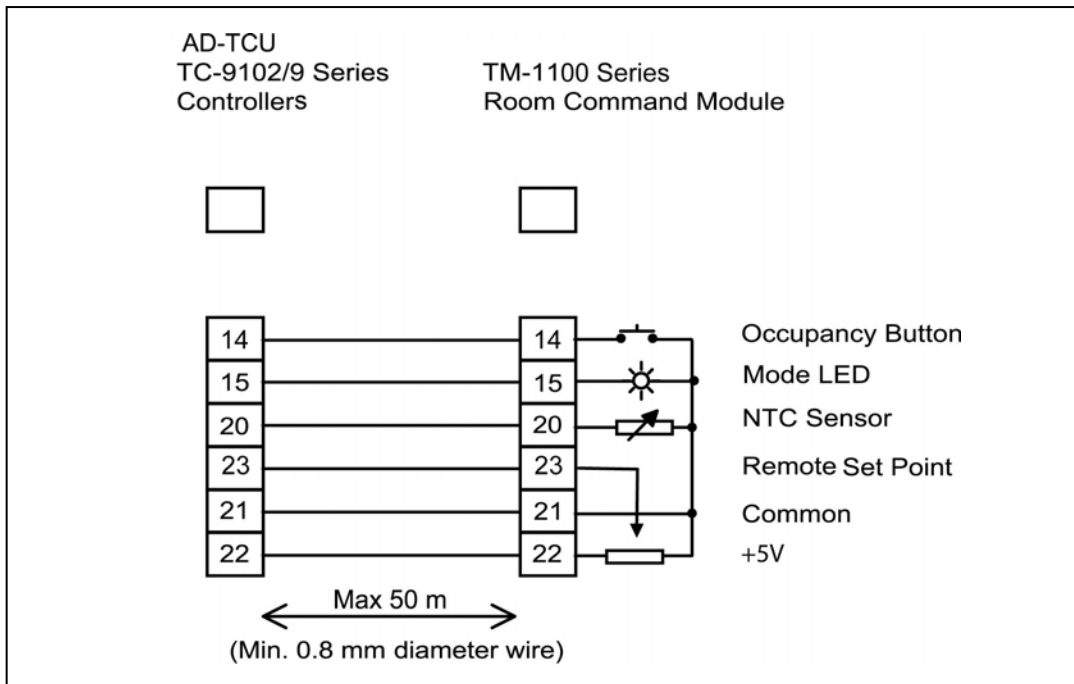 AD-TCU
TC-9102/9 Series
Controllers
TM-1100 Series
Room Command Module
14
14
Occupancy Button
15
15
Mode LED
20
20
NTC Sensor
23
23
Remote Set Point
21
21
Common
22
22
+5V
Max 50 m
(Min. 0.8 mm diameter wire)